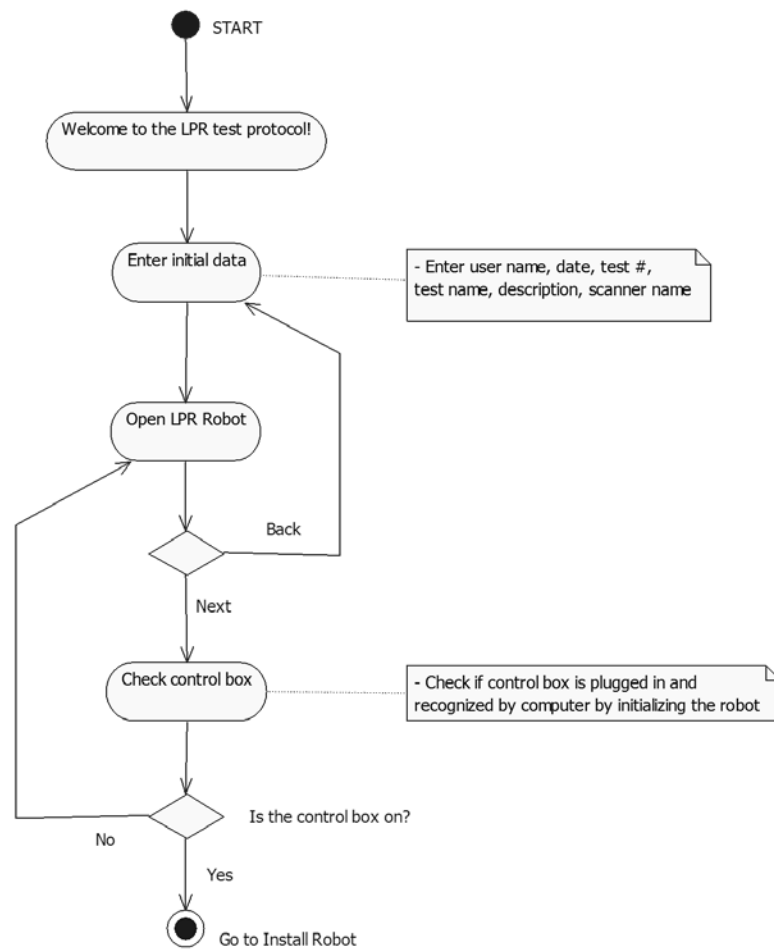 START
Welcome to the LPR test protocol!
Enter initial data
- Enter user name, date, test #,
test name, description, scanner name
Open LPR Robot
Back
Next
Check control box
- Check if control box is plugged in and
recognized by computer by initializing the robot
Is the control box on?
No
Yes
Go to Install Robot